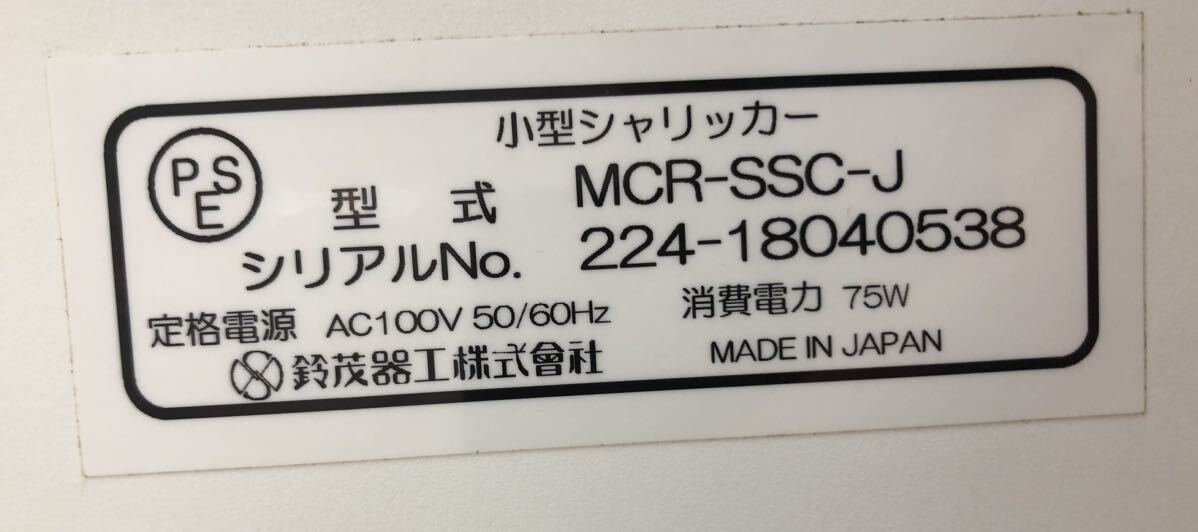 小型シャリッカー
PSE
型 式 MCR-SSC-J
シリアルNo. 224-18040538
定格電源 AC100V 50/60Hz 消費電力 75W
鈴茂器工株式會社 MADE IN JAPAN